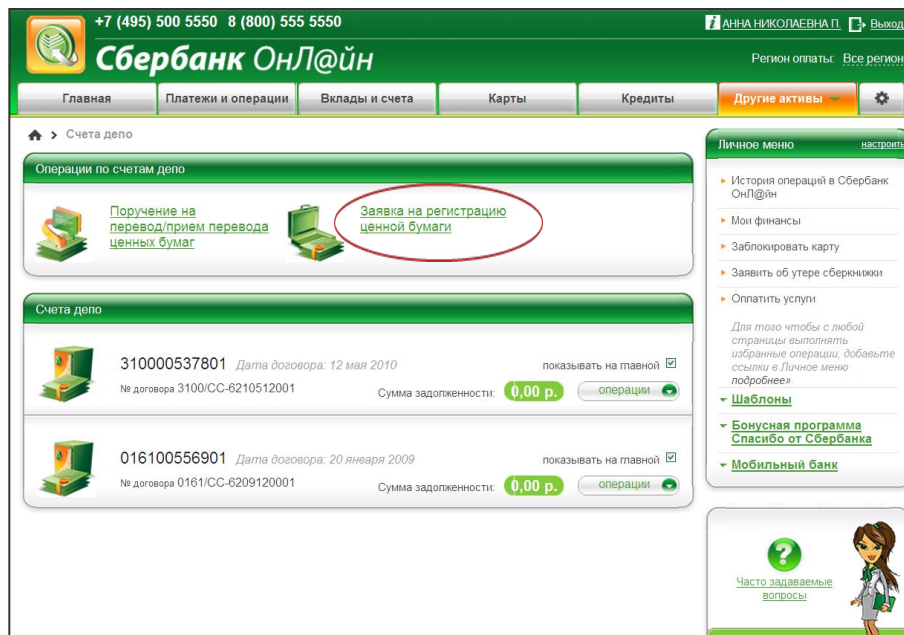 +7 (495) 500 5550 8 (800) 555 5550
АННА НИКОЛАЕВНА П. Выход
Сбербанк ОнЛ@йн
Регион оплаты: Все регион
Главная
Платежи и операции
Вклады и счета
Карты
Кредиты
Другие активы
Счета депо
Операции по счетам депо
Поручение на
перевод/прием перевода
ценных бумаг
Заявка на регистрацию
ценной бумаги
Счета депо
310000537801 Дата договора: 12 мая 2010
показывать на главной
№ договора 3100/СС-6210512001
Сумма задолженности: 0,00 р.
операции
016100556901 Дата договора: 20 января 2009
показывать на главной
№ договора 0161/СС-6209120001
Сумма задолженности: 0,00 р.
операции
Личное меню
настроить
История операций в Сбербанк
ОнЛ@йн
Мои финансы
Заблокировать карту
Заявить об утере сберкнижки
Оплатить услуги
Для того чтобы с любой
страницы выполнять
избранные операции, добавьте
ссылки в Личное меню
подробнее».
Шаблоны
Бонусная программа
Спасибо от Сбербанка
Мобильный банк
Часто задаваемые
вопросы